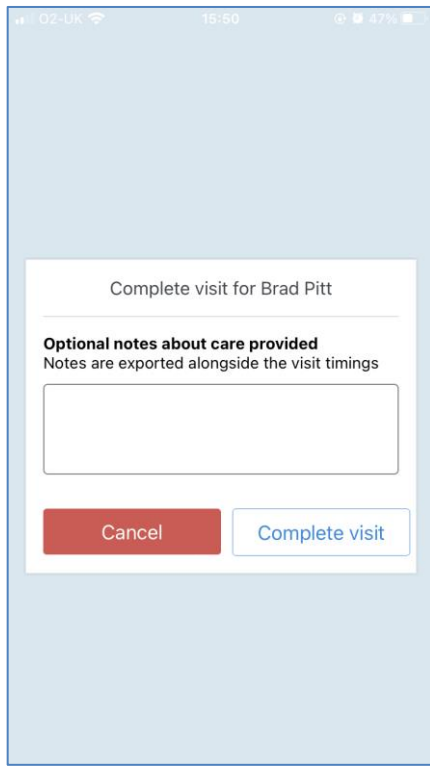 O2-UK 15:50 47%
Complete visit for Brad Pitt
Optional notes about care provided
Notes are exported alongside the visit timings
Cancel Complete visit